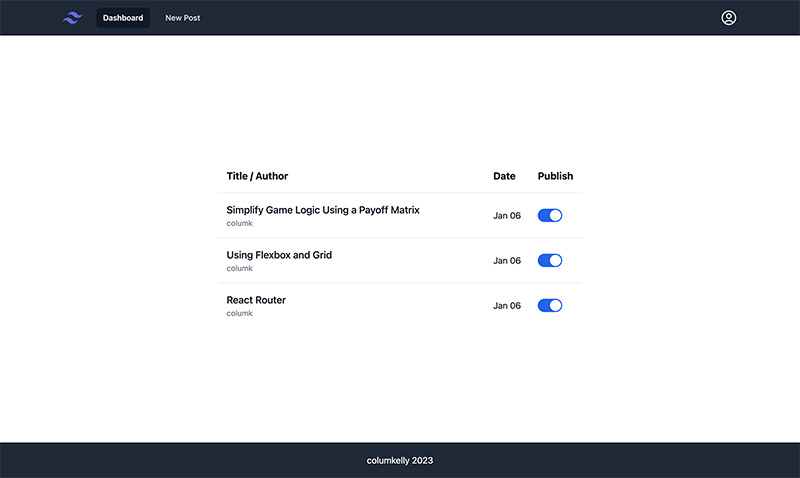 Dashboard New Post
Title / Author Date Publish
Simplify Game Logic Using a Payoff Matrix
columk
Jan 06
Using Flexbox and Grid
columk
Jan 06
React Router
columk
Jan 06
columkelly 2023